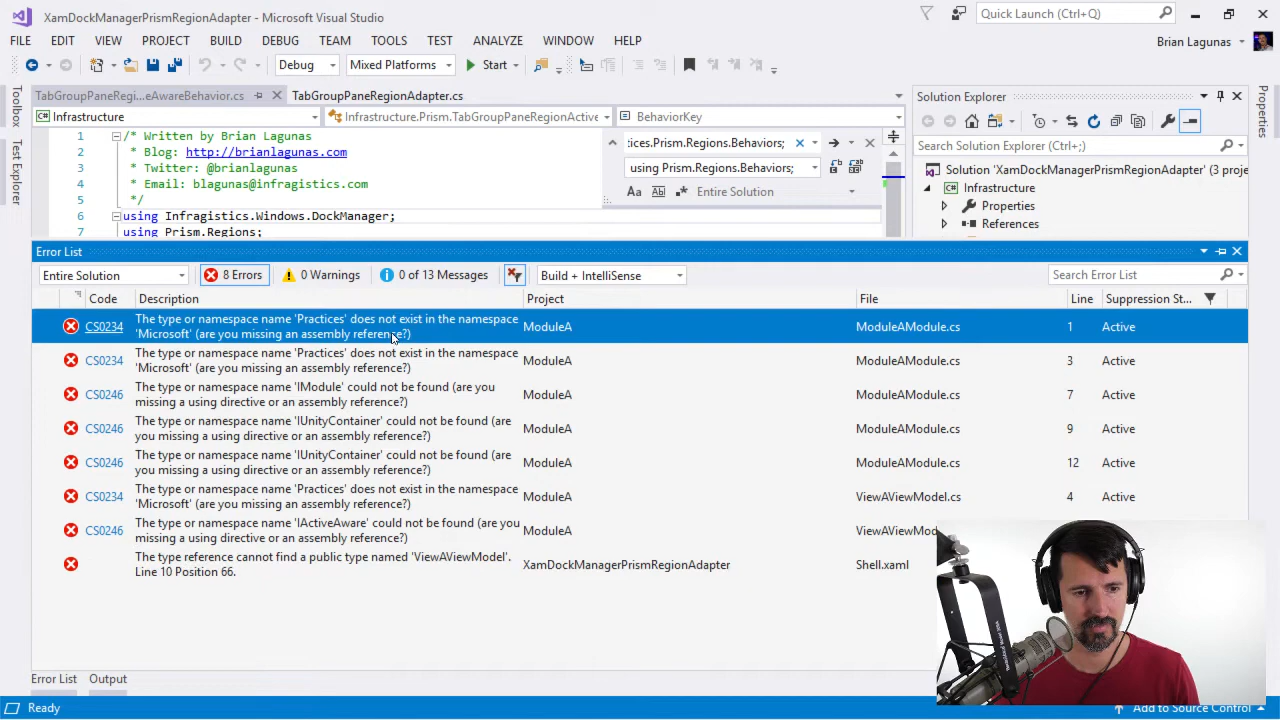 XamDockManagerPrismRegionAdapter - Microsoft Visual Studio
Quick Launch (Ctrl+Q)
FILE EDIT VIEW PROJECT BUILD DEBUG TEAM TOOLS TEST ANALYZE WINDOW HELP
Brian Lagunas
Debug Mixed Platforms Start
Toolbox
Test Explorer
TabGroupPaneRegi...eAwareBehavior.cs TabGroupPaneRegionAdapter.cs
Infrastructure Infrastructure.Prism.TabGroupPaneRegionActive BehaviorKey
1 /* Written by Brian Lagunas
2 * Blog: http://brianlagunas.com
3 * Twitter: @brianlagunas
4 * Email: blagunas@infragistics.com
5 */
6 using Infragistics.Windows.DockManager;
7 using Prism.Regions;
:ices.Prism.Regions.Behaviors;
using Prism.Regions.Behaviors;
Aa Ab Entire Solution
Solution Explorer
Search Solution Explorer (Ctrl+;)
Solution 'XamDockManagerPrismRegionAdapter' (3 proje
Infrastructure
Properties
References
Properties
Error List
Entire Solution 8 Errors 0 Warnings 0 of 13 Messages Build + IntelliSense Search Error List
Code Description Project File Line Suppression St...
CS0234 The type or namespace name 'Practices' does not exist in the namespace
'Microsoft' (are you missing an assembly reference?) ModuleA ModuleAModule.cs 1 Active
CS0234 The type or namespace name 'Practices' does not exist in the namespace
'Microsoft' (are you missing an assembly reference?) ModuleA ModuleAModule.cs 3 Active
CS0246 The type or namespace name 'IModule' could not be found (are you
missing a using directive or an assembly reference?) ModuleA ModuleAModule.cs 7 Active
CS0246 The type or namespace name 'IUnityContainer' could not be found (are
you missing a using directive or an assembly reference?) ModuleA ModuleAModule.cs 9 Active
CS0246 The type or namespace name 'IUnityContainer' could not be found (are
you missing a using directive or an assembly reference?) ModuleA ModuleAModule.cs 12 Active
CS0234 The type or namespace name 'Practices' does not exist in the namespace
'Microsoft' (are you missing an assembly reference?) ModuleA ViewAViewModel.cs 4 Active
CS0246 The type or namespace name 'IActiveAware' could not be found (are you
missing a using directive or an assembly reference?) ModuleA ViewAViewMod
The type reference cannot find a public type named 'ViewAViewModel'.
Line 10 Position 66. XamDockManagerPrismRegionAdapter Shell.xaml
Error List Output
Ready
Add to Source Control